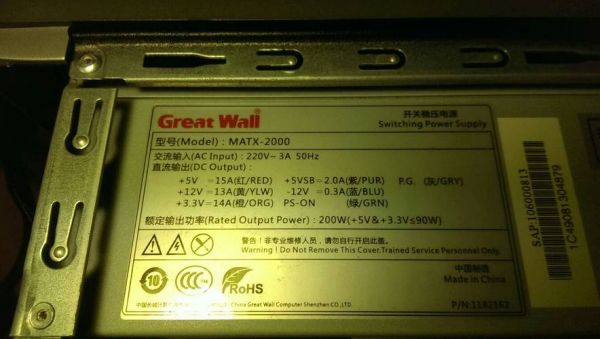 Great Wall
开关稳压电源
Switching Power Supply
型号(Model) : MATX-2000
交流输入(AC Input) : 220V~ 3A 50Hz
直流输出(DC Output) :
+5V =15A(红/RED) +5VSB=2.0A(紫/PUR) P.G. (灰/GRY)
+12V =13A(黄/YLW) -12V =0.3A(蓝/BLU)
+3.3V =14A(橙/ORG) PS-ON (绿/GRN)
额定输出功率(Rated Output Power) : 200W(+5V&+3.3V≤90W)
警告! 非专业维修人员, 请勿自行开启此盖.
Warning ! Do Not Remove This Cover.Trained Service Personnel Only.
10
CCC
RoHS
中国制造
Made In China
China Great Wall Computer Shenzhen CO.,LTD.
P/N:1182162
SAP:106000813
1C49O81304879